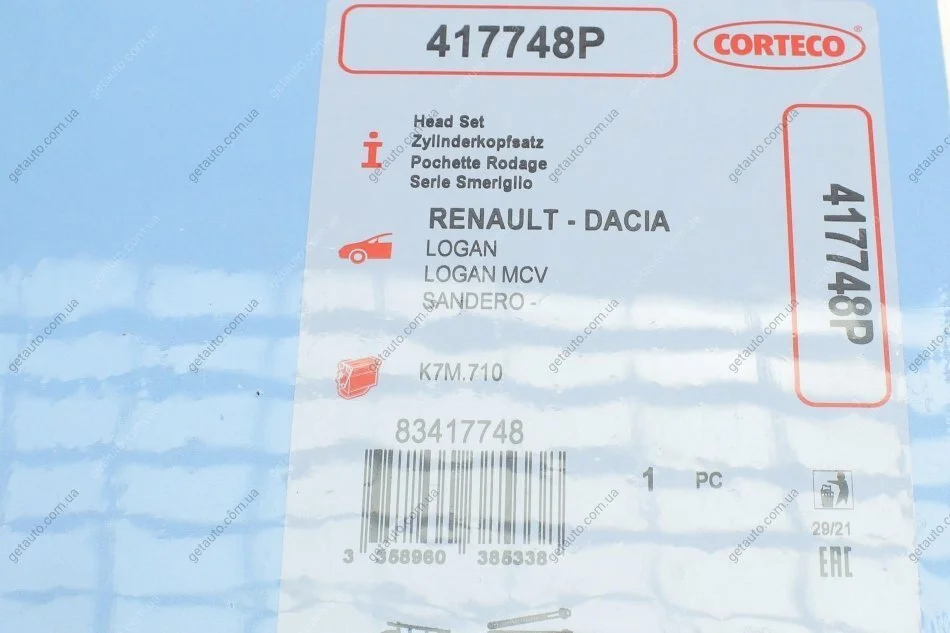 417748P
CORTECO®
Head Set
Zylinderkopfsatz
Pochette Rodage
Serie Smeriglio
RENAULT - DACIA
LOGAN
LOGAN MCV
SANDERO -
417748P
K7M.710
83417748
1 PC
3 358960 385338
29/21
EAC
getauto.com.ua